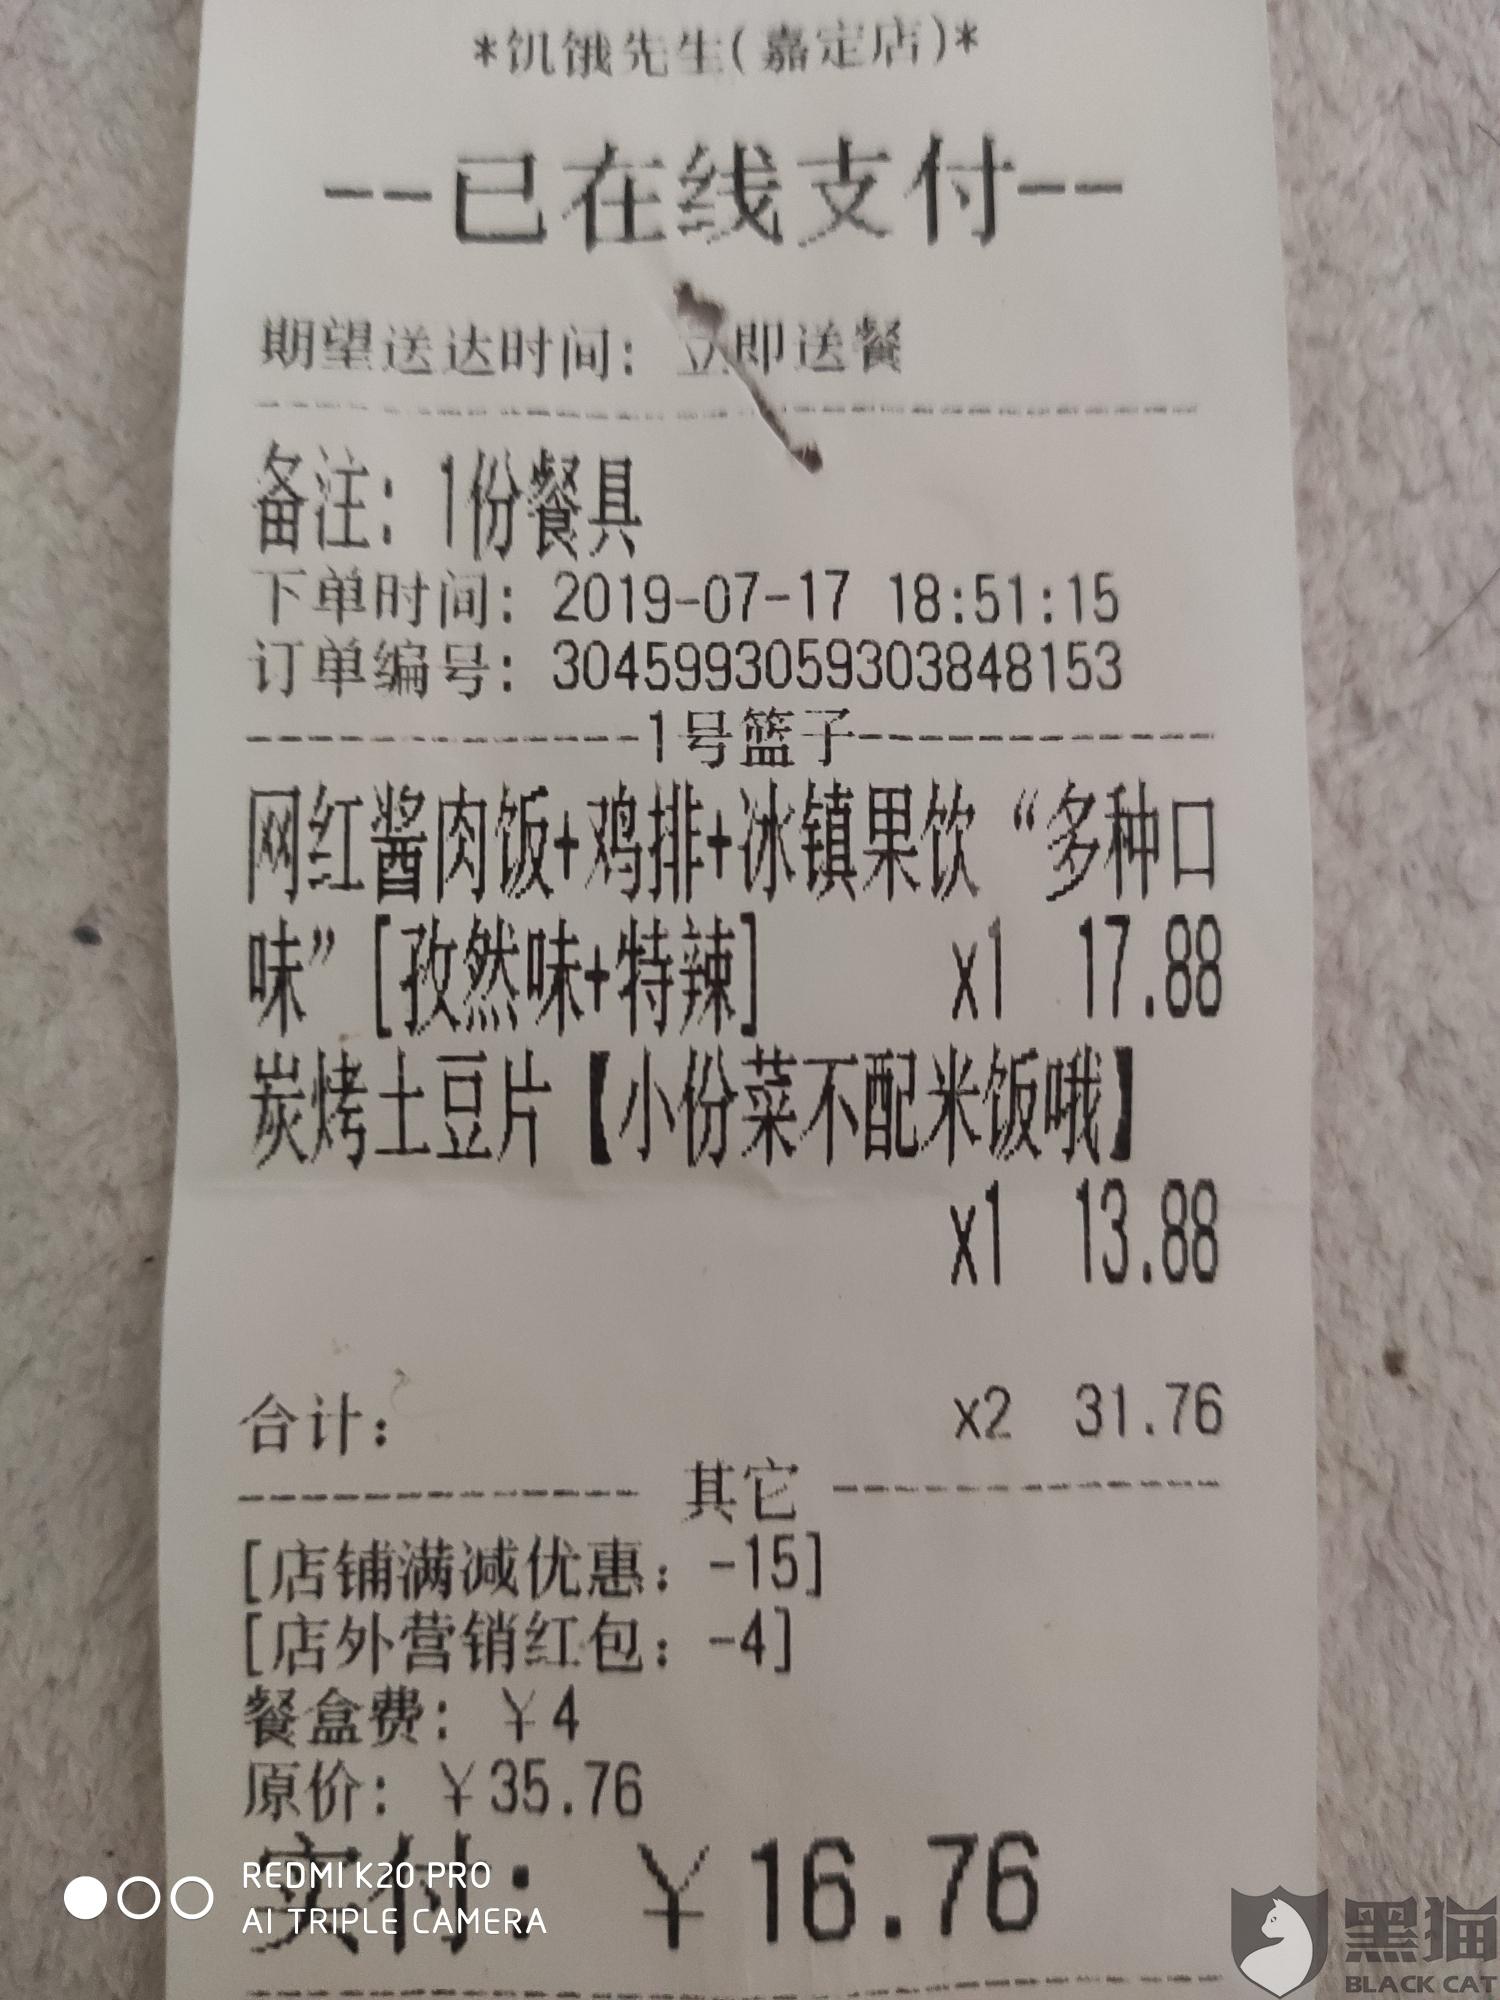 *饥饿先生(嘉定店)*
--已在线支付--
期望送达时间: 立即送餐
备注: 1份餐具
下单时间: 2019-07-17 18:51:15
订单编号: 3045993059303848153
1号篮子
网红酱肉饭+鸡排+冰镇果饮“多种口
味”[孜然味+特辣] x1 17.88
炭烤土豆片【小份菜不配米饭哦】
x1 13.88
合计: x2 31.76
其它
[店铺满减优惠: -15]
[店外营销红包: -4]
餐盒费: ¥4
原价: ¥35.76
实付: ¥16.76
REDMI K20 PRO
AI TRIPLE CAMERA
黑猫
BLACK CAT